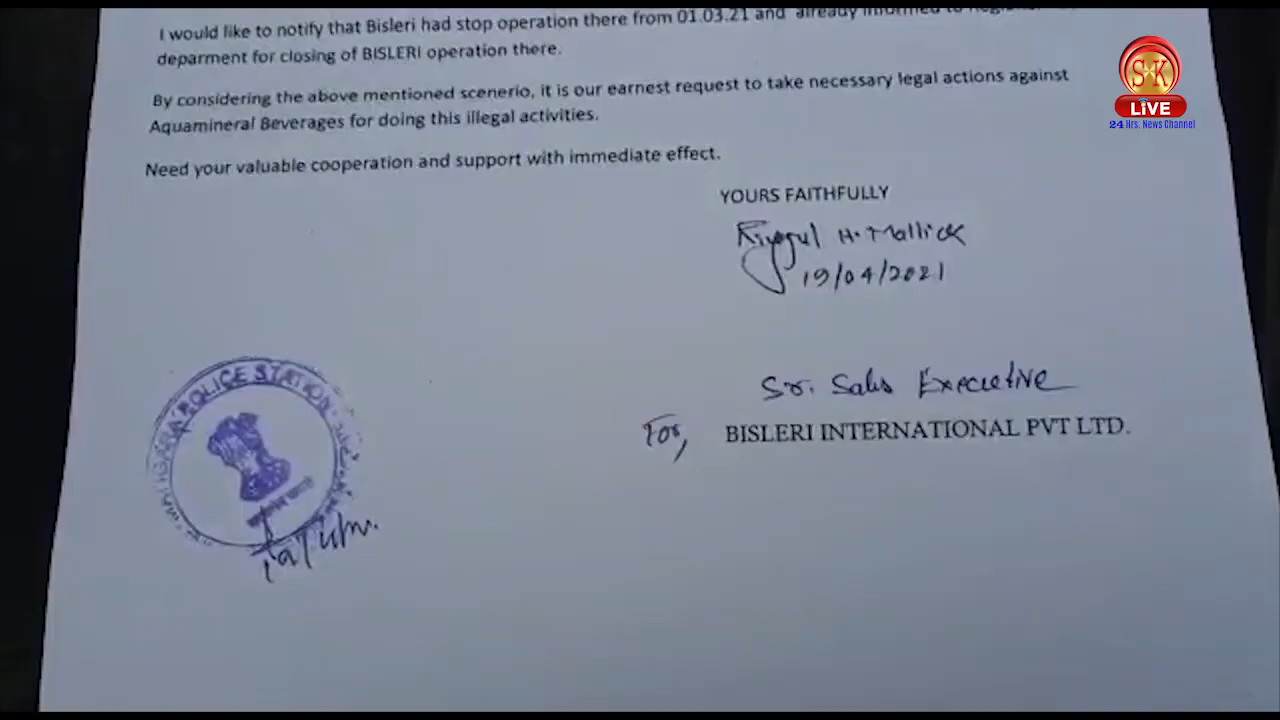 I would like to notify that Bisleri had stop operation there from 01.03.21 and already informed to
deparment for closing of BISLERI operation there.
By considering the above mentioned scenerio, it is our earnest request to take necessary legal actions against
Aquamineral Beverages for doing this illegal activities.
Need your valuable cooperation and support with immediate effect.
YOURS FAITHFULLY
H. Mallick
19/04/2021
Sr. Sales Executive
For, BISLERI INTERNATIONAL PVT LTD.
POLICE STATION
SK
LiVE
24 Hrs. News Channel